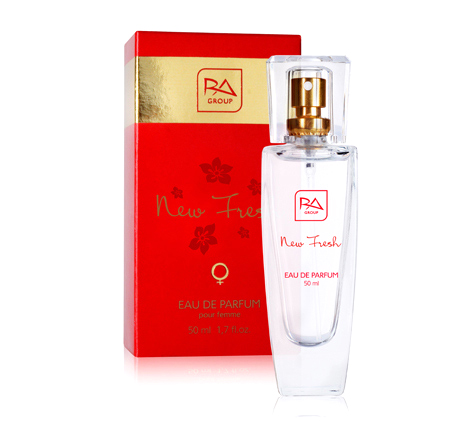 RA
GROUP
New Fresh
EAU DE PARFUM
pour femme
50 ml 1,7 fl oz
RA
GROUP
New Fresh
EAU DE PARFUM
50 ml